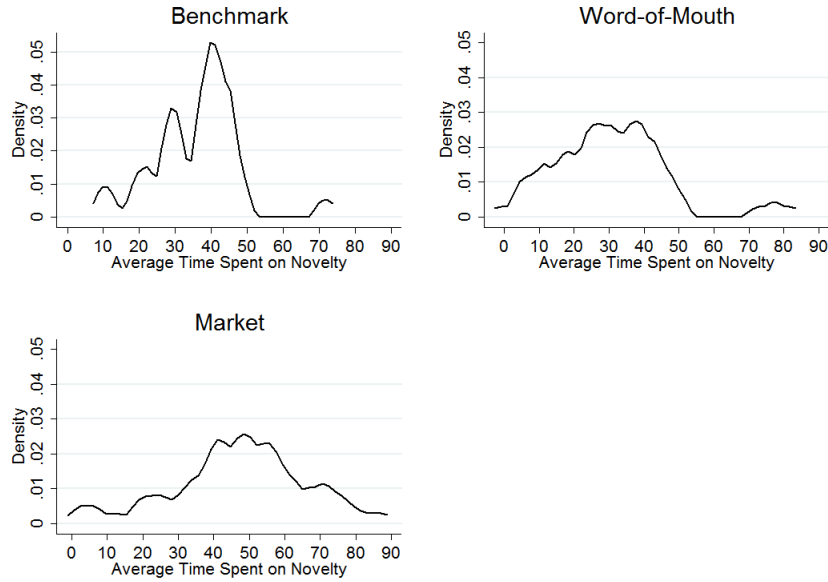 Benchmark
Density
0 .01 .02 .03 .04 .05
0 10 20 30 40 50 60 70 80 90
Average Time Spent on Novelty
Word-of-Mouth
Density
0 .01 .02 .03 .04 .05
0 10 20 30 40 50 60 70 80 90
Average Time Spent on Novelty
Market
Density
0 .01 .02 .03 .04 .05
0 10 20 30 40 50 60 70 80 90
Average Time Spent on Novelty